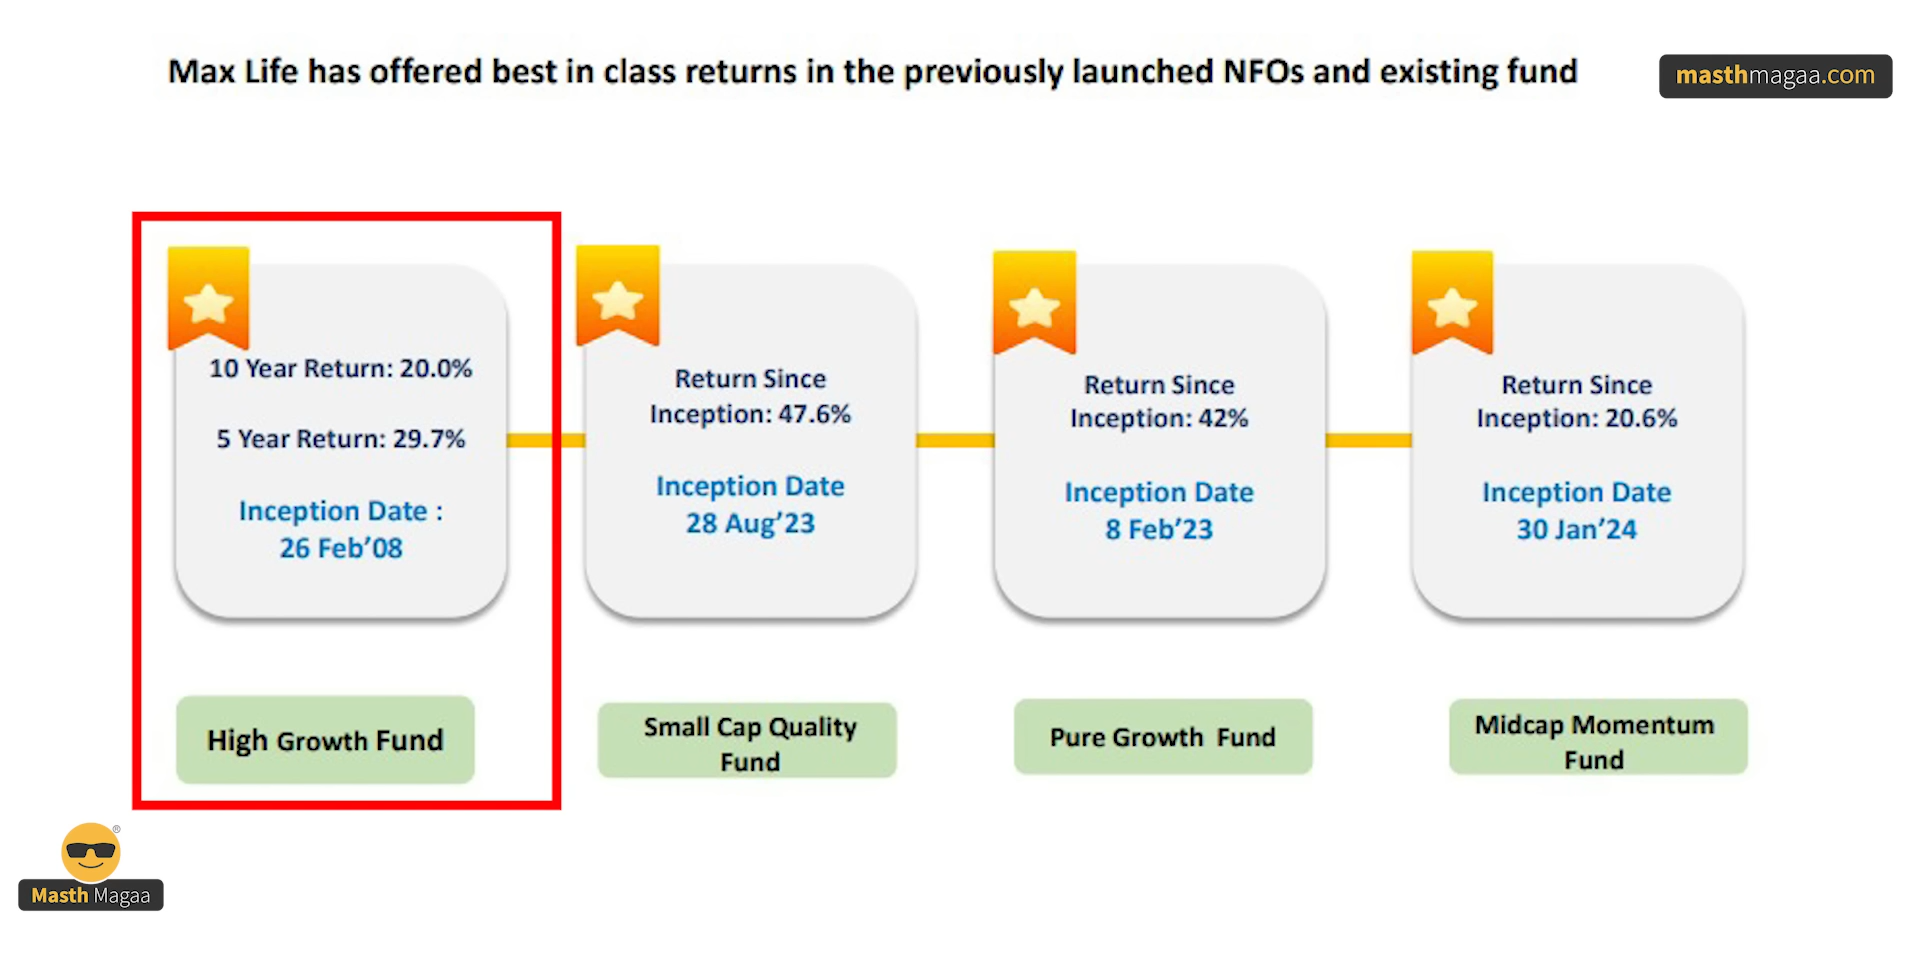 Max Life has offered best in class returns in the previously launched NFOs and existing fund
masthmagaa.com
10 Year Return: 20.0%
5 Year Return: 29.7%
Inception Date :
26 Feb’08
High Growth Fund
Return Since
Inception: 47.6%
Inception Date
28 Aug’23
Small Cap Quality
Fund
Return Since
Inception: 42%
Inception Date
8 Feb’23
Pure Growth Fund
Return Since
Inception: 20.6%
Inception Date
30 Jan’24
Midcap Momentum
Fund
®
Masth Magaa